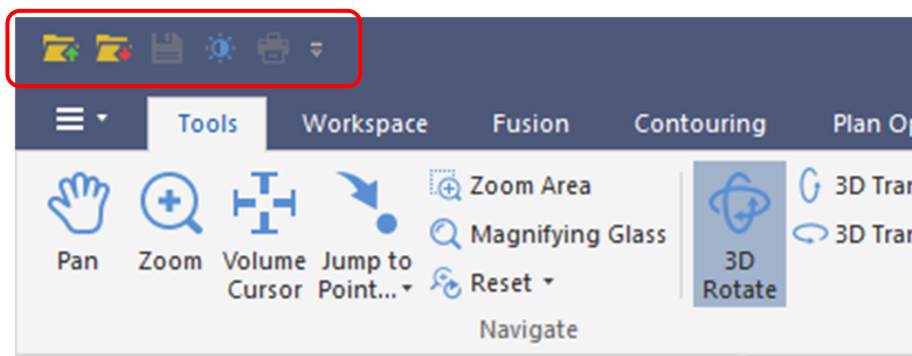 Tools Workspace Fusion Contouring Plan Op
Pan Zoom Volume Cursor Jump to Point...
Zoom Area
Magnifying Glass
Reset
3D Rotate
3D Tran
3D Tran
Navigate